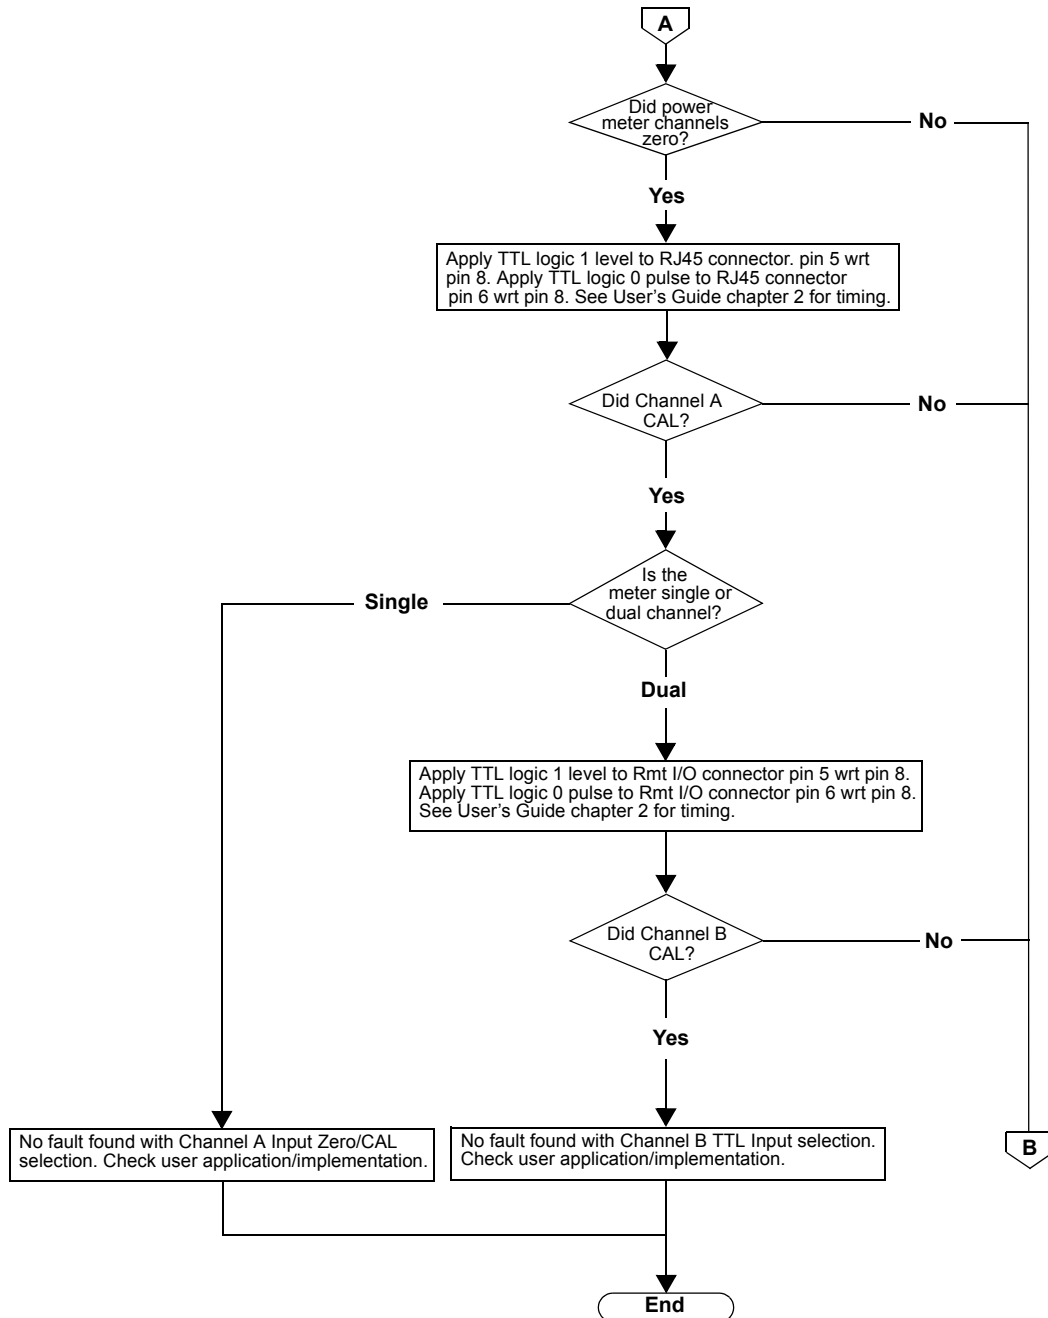 A
Did power
meter channels
zero?
No
Yes
Apply TTL logic 1 level to RJ45 connector. pin 5 wrt
pin 8. Apply TTL logic 0 pulse to RJ45 connector
pin 6 wrt pin 8. See User's Guide chapter 2 for timing.
Did Channel A
CAL?
No
Yes
Is the
meter single or
dual channel?
Single
Dual
Apply TTL logic 1 level to Rmt I/O connector pin 5 wrt pin 8.
Apply TTL logic 0 pulse to Rmt I/O connector pin 6 wrt pin 8.
See User's Guide chapter 2 for timing.
Did Channel B
CAL?
No
Yes
No fault found with Channel A Input Zero/CAL
selection. Check user application/implementation.
No fault found with Channel B TTL Input selection.
Check user application/implementation.
B
End